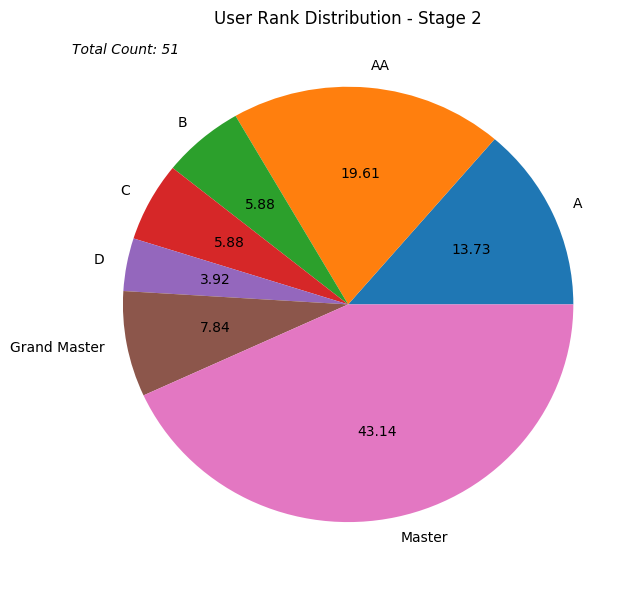 User Rank Distribution - Stage 2
Total Count: 51
AA
B
19.61
C
5.88
A
5.88
13.73
D
3.92
7.84
Grand Master
43.14
Master